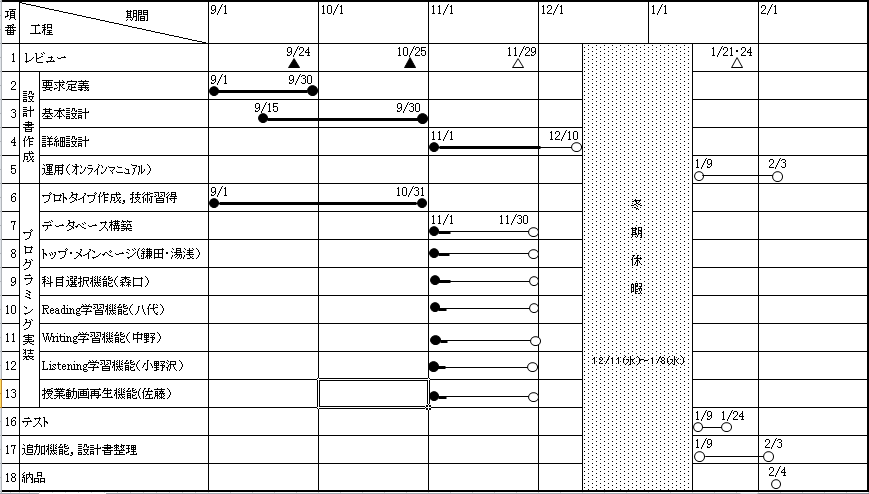 項番 期間 工程 9/1 10/1 11/1 12/1 1/1 2/1
1 レビュー 9/24 10/25 11/29 1/21・24
設計書作成
2 要求定義 9/1 9/30
3 基本設計 9/15 9/30
4 詳細設計 11/1 12/10
5 運用(オンラインマニュアル) 1/9 2/3
プログラミング実装
6 プロトタイプ作成,技術習得 9/1 10/31
7 データベース構築 11/1 11/30
8 トップ・メインページ(鎌田・湯浅)
9 科目選択機能(森口)
10 Reading学習機能(八代)
11 Writing学習機能(中野)
12 Listening学習機能(小野沢)
13 授業動画再生機能(佐藤)
冬期休暇
12/11(水)～1/8(水)
16 テスト 1/9 1/24
17 追加機能,設計書整理 1/9 2/3
18 納品 2/4